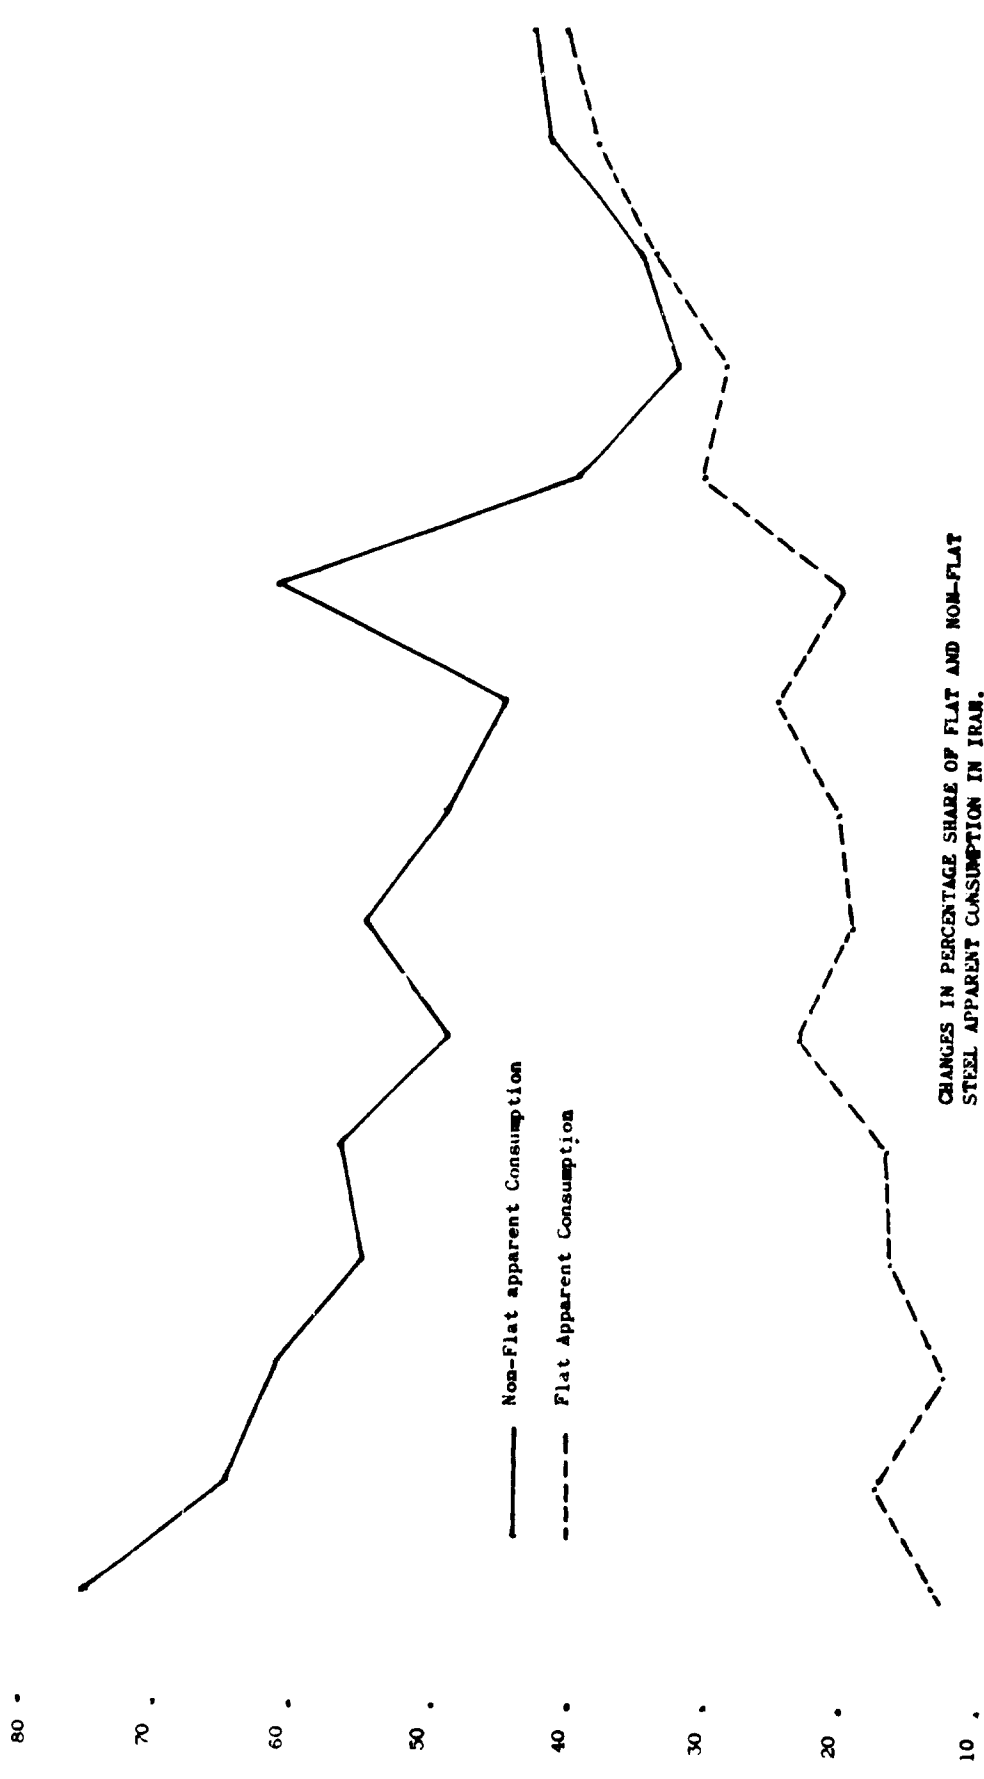 80
70
60
50
40
30
20
10
Non-Flat apparent Consumption
Flat Apparent Consumption
CHANGES IN PERCENTAGE SHARE OF FLAT AND NON-FLAT
STEEL APPARENT CONSUMPTION IN IRAN.